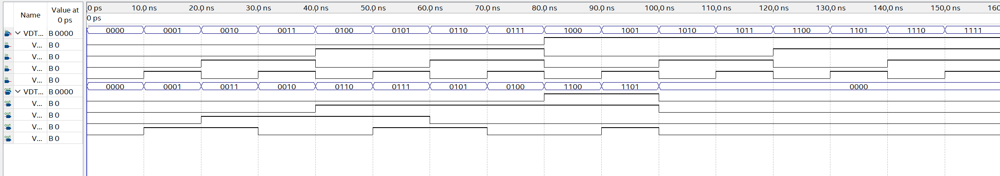 0 ps 10.0 ns 20.0 ns 30.0 ns 40.0 ns 50.0 ns 60.0 ns 70.0 ns 80.0 ns 90.0 ns 100.0 ns 110.0 ns 120.0 ns 130.0 ns 140.0 ns 150.0 ns 160
Name Value at 0 ps
0 ps
in VDT... B 0000 0000 0001 0010 0011 0100 0101 0110 0111 1000 1001 1010 1011 1100 1101 1110 1111
in V... B 0
in V... B 0
in V... B 0
in V... B 0
out VDT... B 0000 0000 0001 0011 0010 0110 0111 0101 0100 1100 1101 0000
out V... B 0
out V... B 0
out V... B 0
out V... B 0